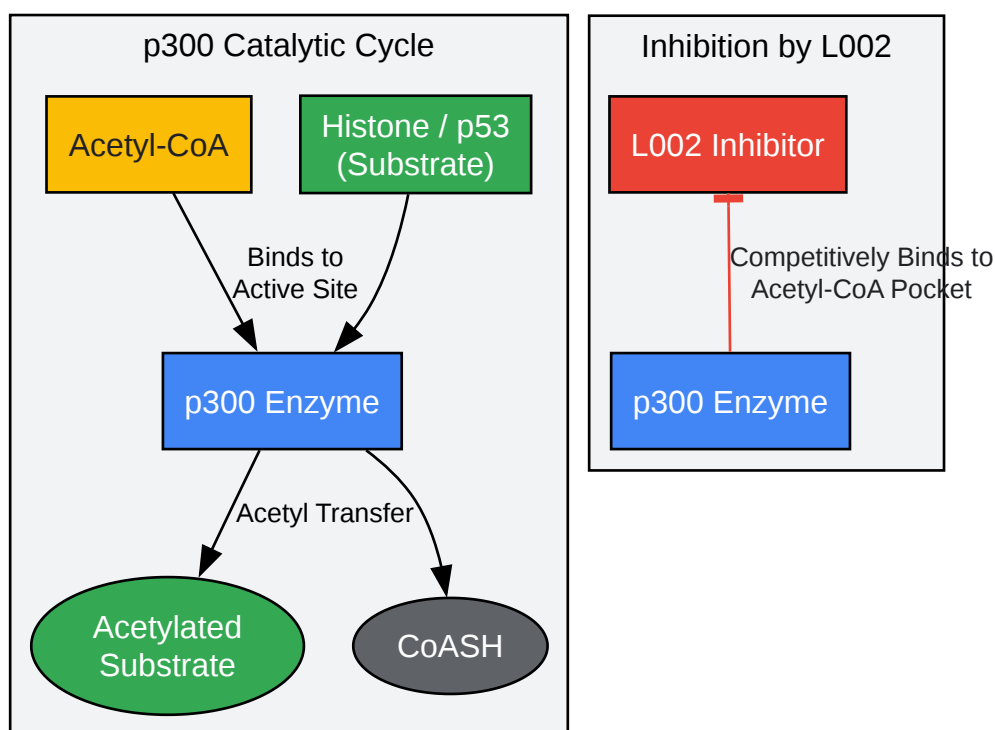 p300 Catalytic Cycle
Acetyl-CoA
Histone / p53
(Substrate)
Binds to
Active Site
p300 Enzyme
Acetyl Transfer
Acetylated
Substrate
CoASH
Inhibition by L002
L002 Inhibitor
Competitively Binds to
Acetyl-CoA Pocket
p300 Enzyme